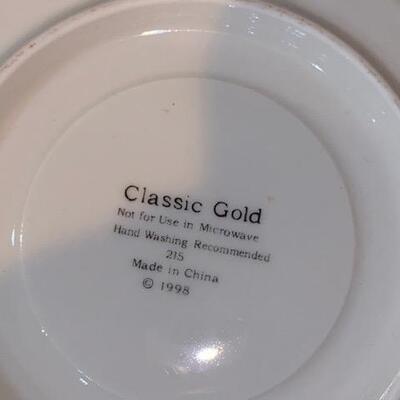 Classic Gold
Not for Use in Microwave
Hand Washing Recommended
215
Made in China
© 1998